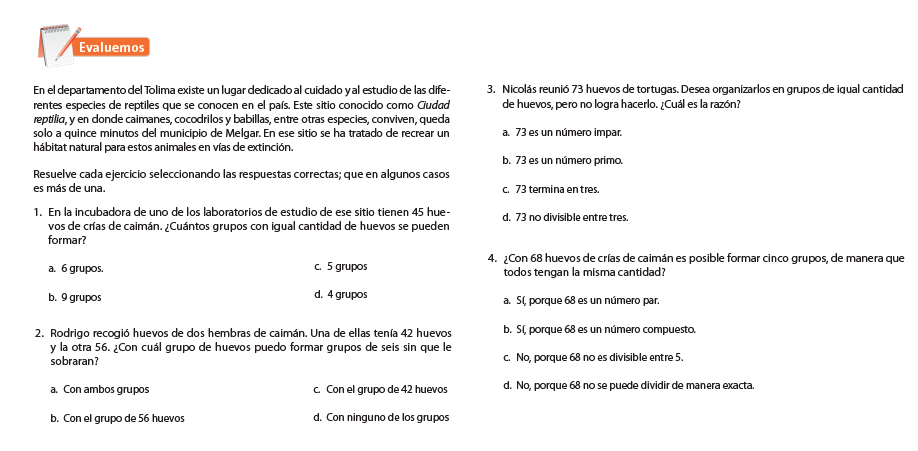 Evaluemos
En el departamento del Tolima existe un lugar dedicado al cuidado y al estudio de las dife-
rentes especies de reptiles que se conocen en el país. Este sitio conocido como Ciudad
reptilia, y en donde caimanes, cocodrilos y babillas, entre otras especies, conviven, queda
solo a quince minutos del municipio de Melgar. En ese sitio se ha tratado de recrear un
hábitat natural para estos animales en vías de extinción.
Resuelve cada ejercicio seleccionando las respuestas correctas; que en algunos casos
es más de una.
1. En la incubadora de uno de los laboratorios de estudio de ese sitio tienen 45 hue-
vos de crías de caimán. ¿Cuántos grupos con igual cantidad de huevos se pueden
formar?
a. 6 grupos.
b. 9 grupos
c. 5 grupos
d. 4 grupos
2. Rodrigo recogió huevos de dos hembras de caimán. Una de ellas tenía 42 huevos
y la otra 56. ¿Con cuál grupo de huevos puedo formar grupos de seis sin que le
sobraran?
a. Con ambos grupos
b. Con el grupo de 56 huevos
c. Con el grupo de 42 huevos
d. Con ninguno de los grupos
3. Nicolás reunió 73 huevos de tortugas. Desea organizarlos en grupos de igual cantidad
de huevos, pero no logra hacerlo. ¿Cuál es la razón?
a. 73 es un número impar.
b. 73 es un número primo.
c. 73 termina en tres.
d. 73 no divisible entre tres.
4. ¿Con 68 huevos de crías de caimán es posible formar cinco grupos, de manera que
todos tengan la misma cantidad?
a. Sí, porque 68 es un número par.
b. Sí, porque 68 es un número compuesto.
c. No, porque 68 no es divisible entre 5.
d. No, porque 68 no se puede dividir de manera exacta.